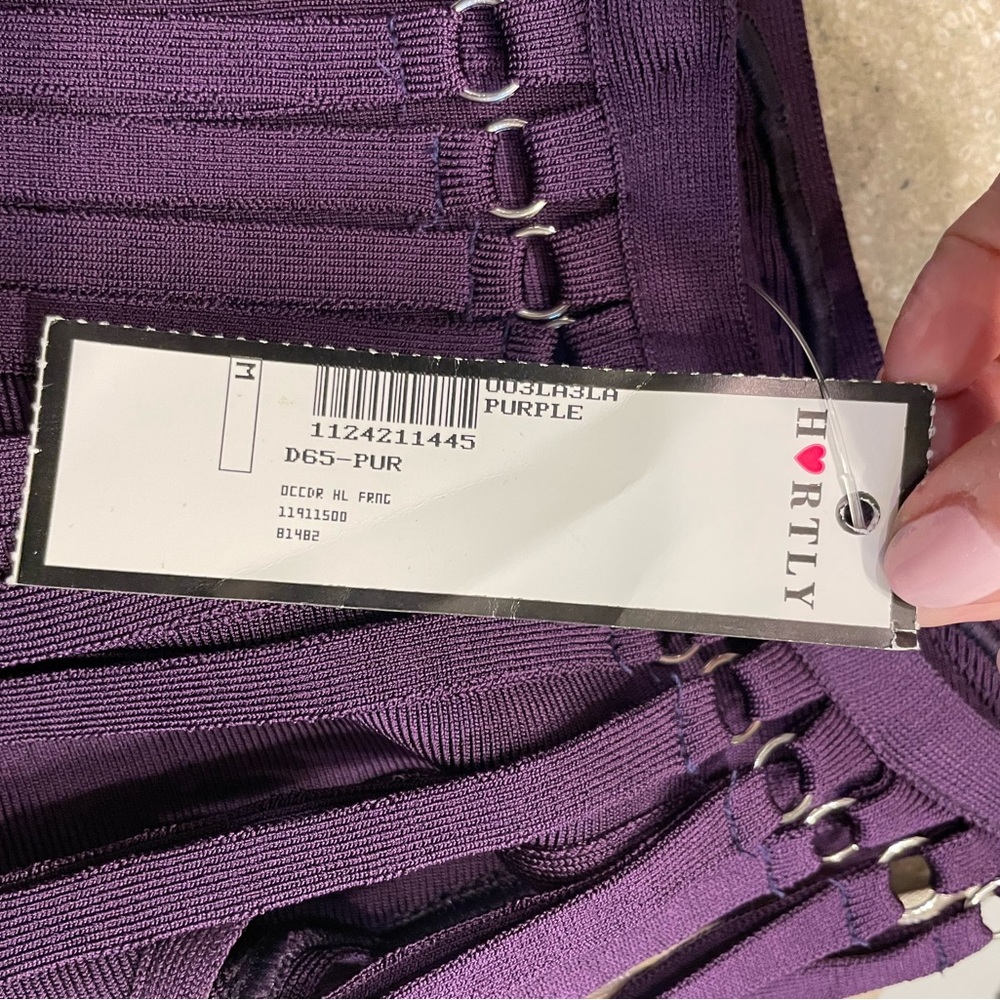 M
003LA3LA
PURPLE
1124211445
D65-PUR
OCCDR HL FRNG
11911500
81482
H♥RTLY